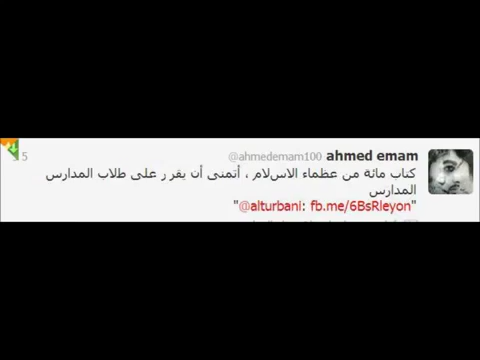 ahmed emam @ahmedemam100 15
كتاب مائة من عظماء الاسلام ، أتمنى أن يقرر على طلاب المدارس
المدارس
"@alturbani: fb.me/6BsRleyon"